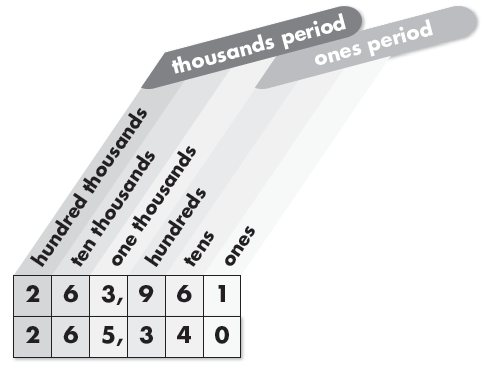 thousands period
ones period
hundred thousands
ten thousands
one thousands
hundreds
tens
ones
2 6 3, 9 6 1
2 6 5, 3 4 0